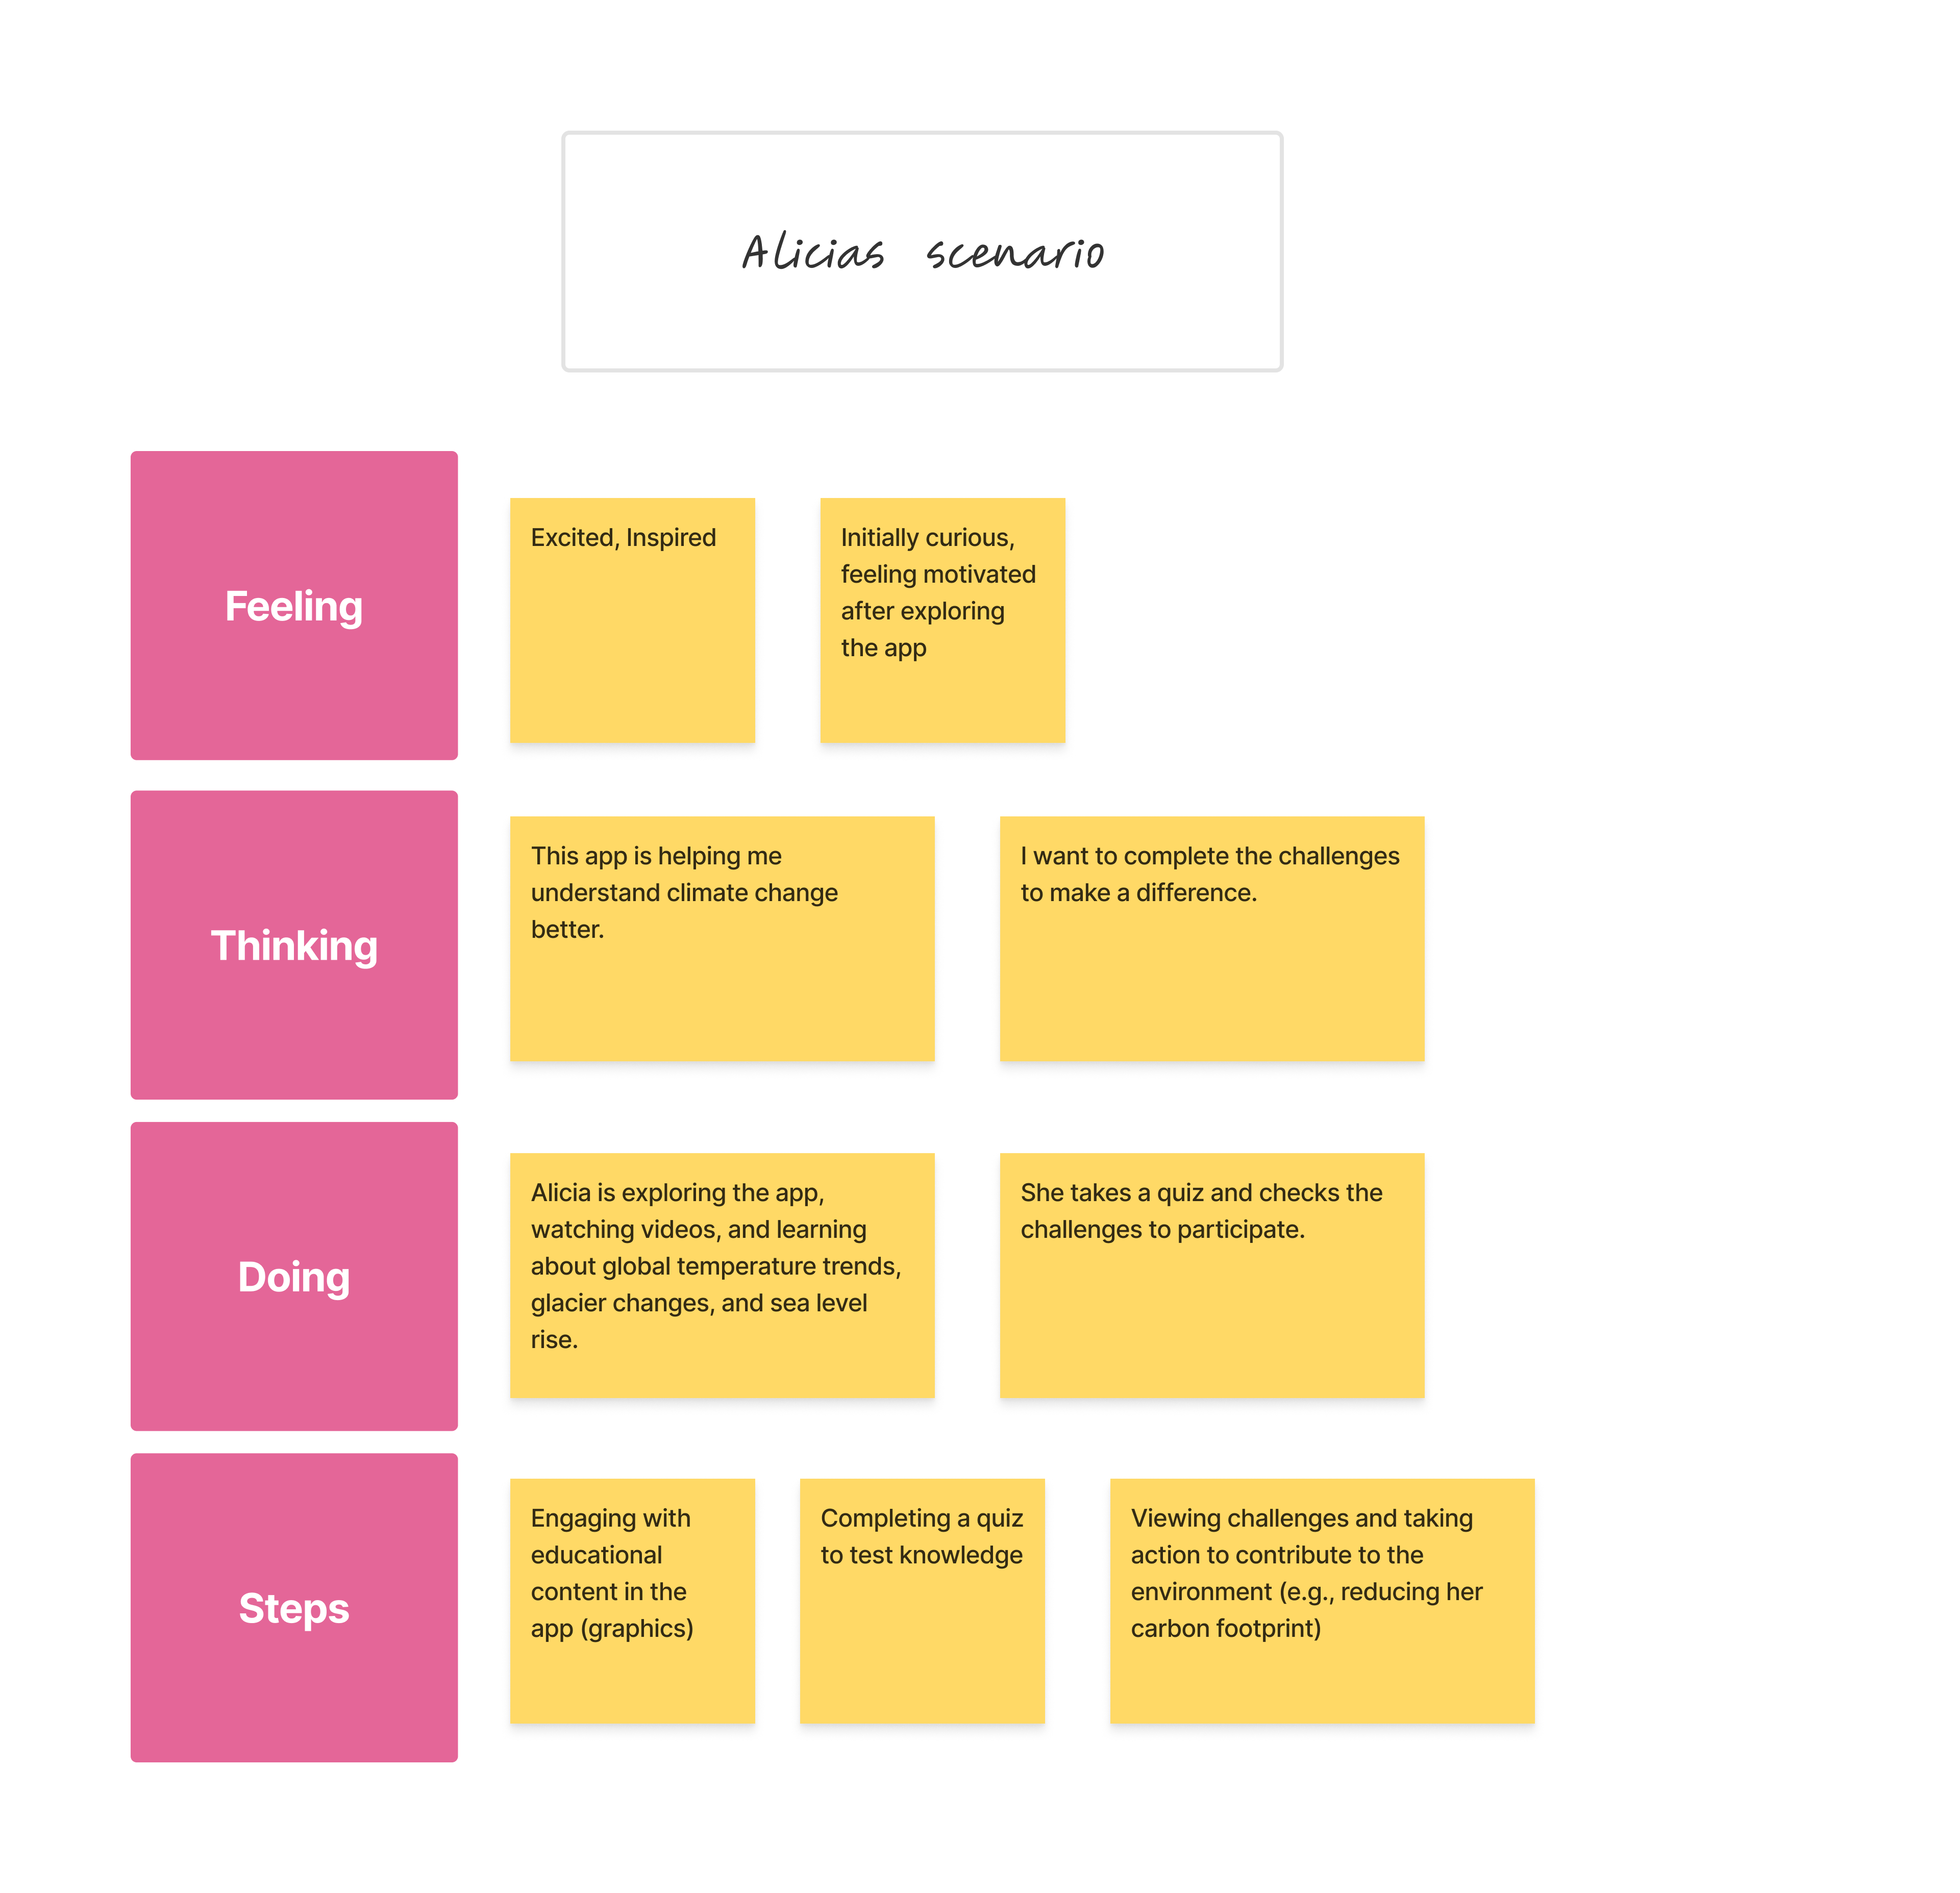 Alicias scenario
Feeling
Excited, Inspired
Initially curious,
feeling motivated
after exploring
the app
Thinking
This app is helping me
understand climate change
better.
I want to complete the challenges
to make a difference.
Doing
Alicia is exploring the app,
watching videos, and learning
about global temperature trends,
glacier changes, and sea level
rise.
She takes a quiz and checks the
challenges to participate.
Steps
Engaging with
educational
content in the
app (graphics)
Completing a quiz
to test knowledge
Viewing challenges and taking
action to contribute to the
environment (e.g., reducing her
carbon footprint)